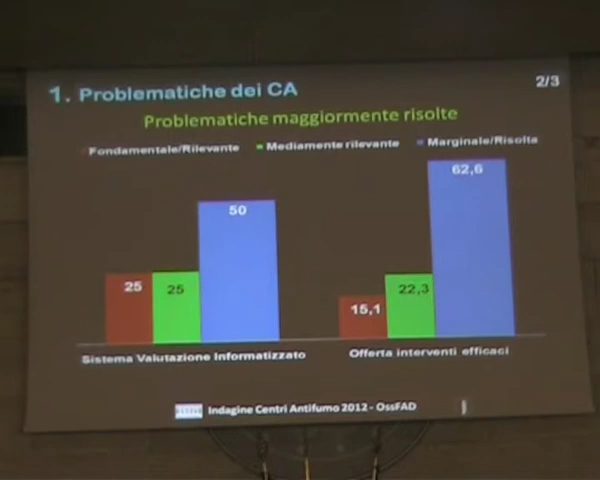 1. Problematiche dei CA
2/3
Problematiche maggiormente risolte
Fondamentale/Rilevante Mediamente rilevante Marginale/Risolta
25 25 50
15,1 22,3 62,6
Sistema Valutazione Informatizzato Offerta interventi efficaci
Indagine Centri Antifumo 2012 - OssFAD